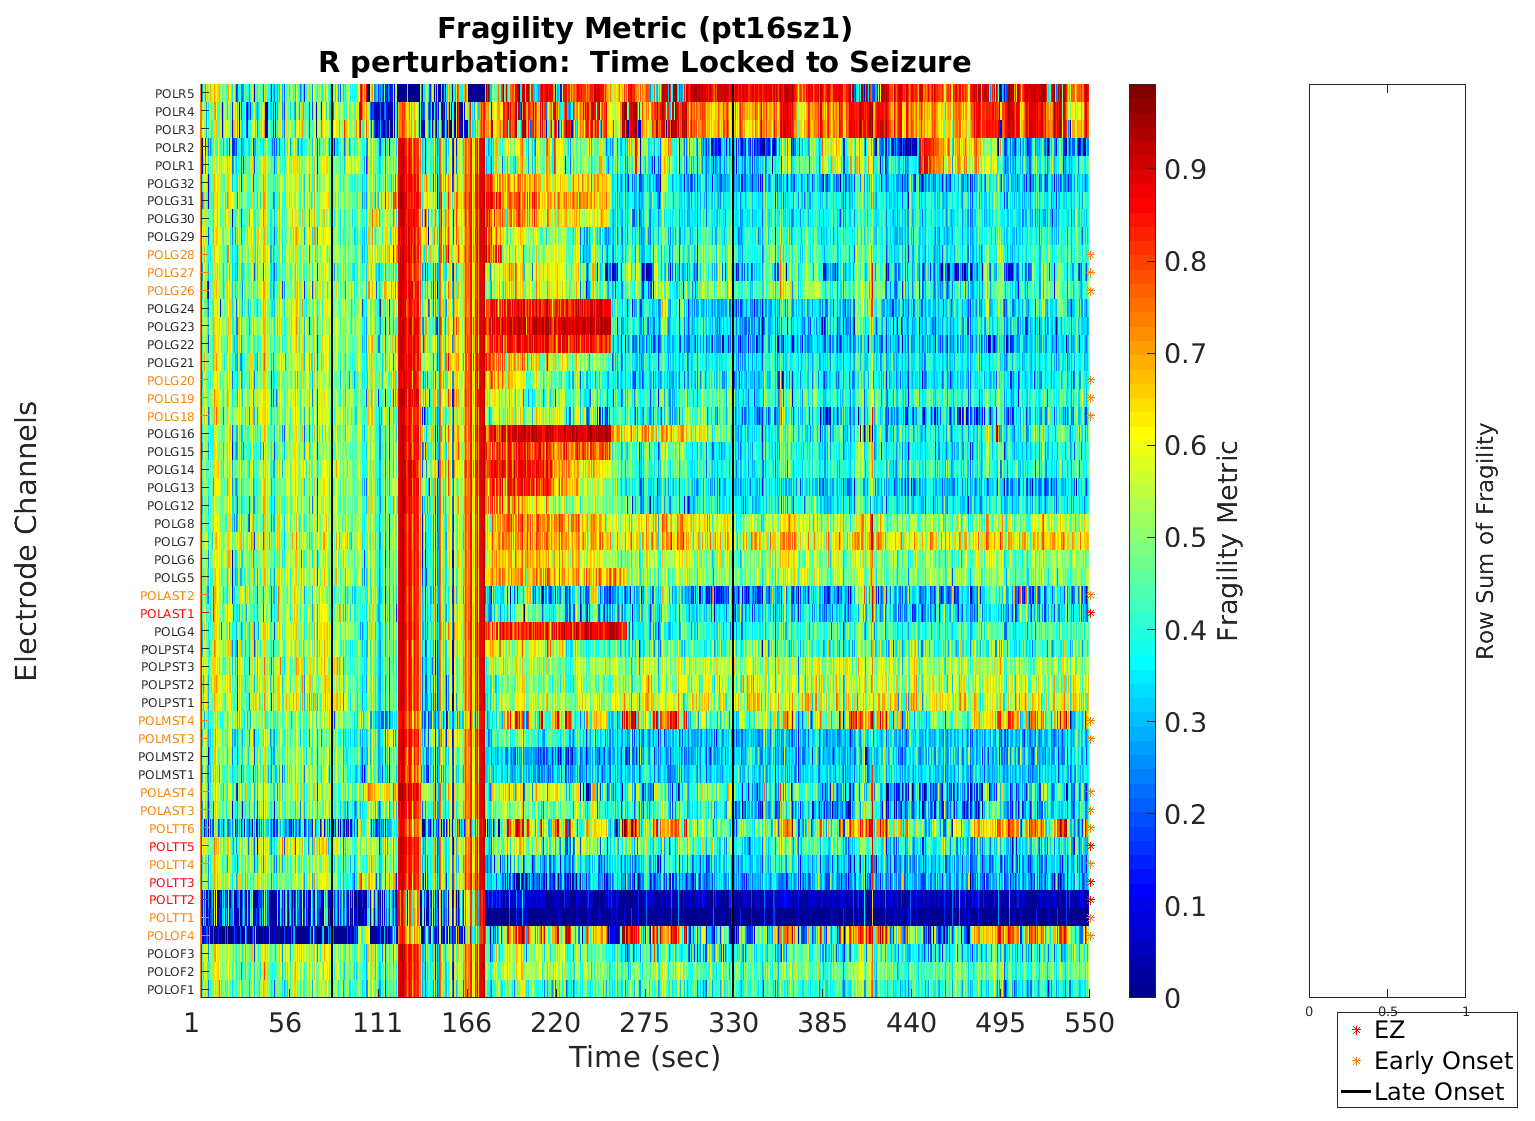 Fragility Metric (pt16sz1)
R perturbation: Time Locked to Seizure
Electrode Channels
POLR5
POLR4
POLR3
POLR2
POLR1
POLG32
POLG31
POLG30
POLG29
POLG28
POLG27
POLG26
POLG24
POLG23
POLG22
POLG21
POLG20
POLG19
POLG18
POLG16
POLG15
POLG14
POLG13
POLG12
POLG8
POLG7
POLG6
POLG5
POLAST2
POLAST1
POLG4
POLPST4
POLPST3
POLPST2
POLPST1
POLMST4
POLMST3
POLMST2
POLMST1
POLAST4
POLAST3
POLTT6
POLTT5
POLTT4
POLTT3
POLTT2
POLTT1
POLOF4
POLOF3
POLOF2
POLOF1
1 56 111 166 220 275 330 385 440 495 550
Time (sec)
0.9
0.8
0.7
0.6
0.5
0.4
0.3
0.2
0.1
0
Fragility Metric
Row Sum of Fragility
0 0.5 1
EZ
Early Onset
Late Onset